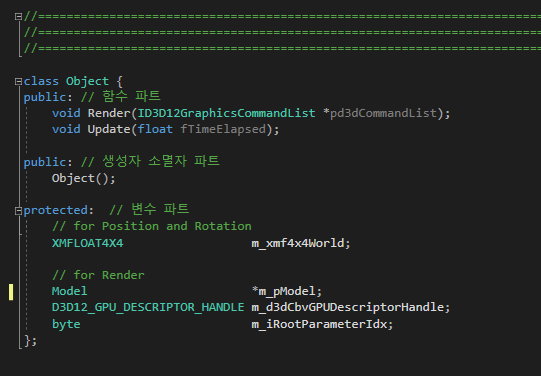 //======================================================================
//======================================================================
//======================================================================
class Object {
public: // 함수 파트
void Render(ID3D12GraphicsCommandList *pd3dCommandList);
void Update(float fTimeElapsed);
public: // 생성자 소멸자 파트
Object();
protected: // 변수 파트
// for Position and Rotation
XMFLOAT4X4 m_xmf4x4World;
// for Render
Model *m_pModel;
D3D12_GPU_DESCRIPTOR_HANDLE m_d3dCbvGPUDescriptorHandle;
byte m_iRootParameterIdx;
};